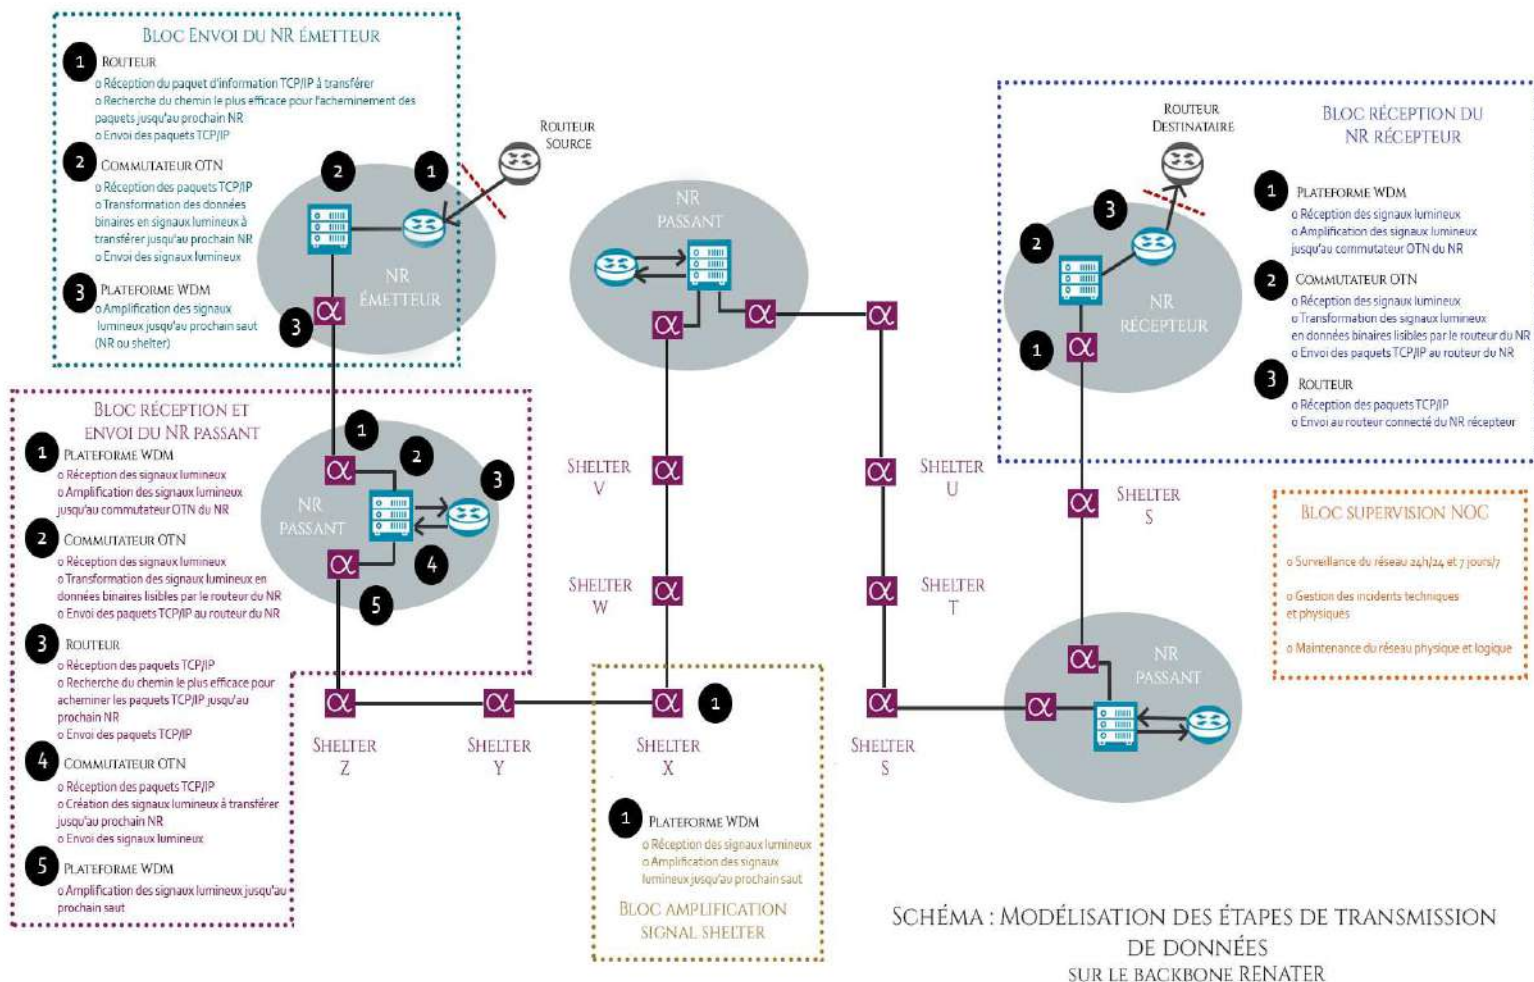 BLOC ENVOI DU NR ÉMETTEUR
1 ROUTEUR
o Réception du paquet d'information TCP/IP à transférer
o Recherche du chemin le plus efficace pour l'acheminement des
paquets jusqu'au prochain NR
o Envoi des paquets TCP/IP
2 COMMUTATEUR OTN
o Réception des paquets TCP/IP
o Transformation des données
binaires en signaux lumineux à
transférer jusqu'au prochain NR
o Envoi des signaux lumineux
3 PLATEFORME WDM
o Amplification des signaux
lumineux jusqu'au prochain saut
(NR ou shelter)
2
1
ROUTEUR
SOURCE
NR
ÉMETTEUR
3
BLOC RÉCEPTION ET
ENVOI DU NR PASSANT
1 PLATEFORME WDM
o Réception des signaux lumineux
o Amplification des signaux lumineux
jusqu'au commutateur OTN du NR
2 COMMUTATEUR OTN
o Réception des signaux lumineux
o Transformation des signaux lumineux en
données binaires lisibles par le routeur du NR
o Envoi des paquets TCP/IP au routeur du NR
3 ROUTEUR
o Réception des paquets TCP/IP
o Recherche du chemin le plus efficace pour
acheminer les paquets TCP/IP jusqu'au
prochain NR
o Envoi des paquets TCP/IP
4 COMMUTATEUR OTN
o Réception des paquets TCP/IP
o Création des signaux lumineux à transférer
jusqu'au prochain NR
o Envoi des signaux lumineux
5 PLATEFORME WDM
o Amplification des signaux lumineux jusqu'au
prochain saut
1
α
2
3
NR
PASSANT
α
4
5
α
SHELTER
Z
α
SHELTER
Y
α
1
SHELTER
X
α
SHELTER
W
α
SHELTER
V
NR
PASSANT
α
α
α
α
SHELTER
U
α
SHELTER
T
α
SHELTER
S
1 PLATEFORME WDM
o Réception des signaux lumineux
o Amplification des signaux
lumineux jusqu'au prochain saut
BLOC AMPLIFICATION
SIGNAL SHELTER
NR
PASSANT
α
α
α
SHELTER
S
ROUTEUR
DESTINATAIRE
3
2
NR
RÉCEPTEUR
1
α
BLOC RÉCEPTION DU
NR RÉCEPTEUR
1 PLATEFORME WDM
o Réception des signaux lumineux
o Amplification des signaux lumineux
jusqu'au commutateur OTN du NR
2 COMMUTATEUR OTN
o Réception des signaux lumineux
o Transformation des signaux lumineux
en données binaires lisibles par le routeur du NR
o Envoi des paquets TCP/IP au routeur du NR
3 ROUTEUR
o Réception des paquets TCP/IP
o Envoi au routeur connecté du NR récepteur
BLOC SUPERVISION NOC
o Surveillance du réseau 24h/24 et 7 jours/7
o Gestion des incidents techniques
et physiques
o Maintenance du réseau physique et logique
SCHÉMA : MODÉLISATION DES ÉTAPES DE TRANSMISSION
DE DONNÉES
SUR LE BACKBONE RENATER